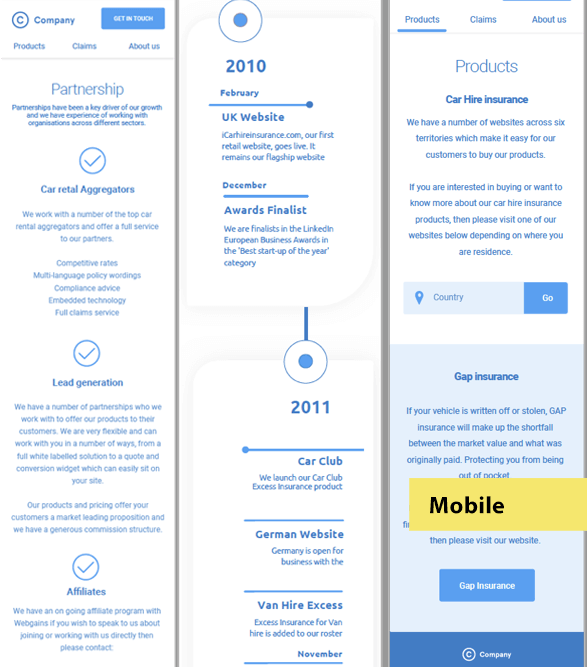 Company
GET IN TOUCH
Products
Claims
About us
Partnership
Partnerships have been a key driver of our growth
and we have experience of working with
organisations across different sectors.
Car retal Aggregators
We work with a number of the top car
rental aggregators and offer a full service
to our partners.
Competitive rates
Multi-language policy wordings
Compliance advice
Embedded technology
Full claims service
Lead generation
We have a number of partnerships who we
work with to offer our products to their
customers. We are very flexible and can
work with you in a number of ways, from a
full white labelled solution to a quote and
conversion widget which can easily sit on
your site.
Our products and pricing offer your
customers a market leading proposition and
we have a generous commission structure.
Affiliates
We have an on going affiliate program with
Webgains if you wish to speak to us about
joining or working with us directly then
please contact:
2010
February
UK Website
iCarhireinsurance.com, our first
retail website, goes live. It
remains our flagship website
December
Awards Finalist
We are finalists in the LinkedIn
European Business Awards in
the 'Best start-up of the year'
category
2011
Car Club
We launch our Car Club
Excess Insurance product
German Website
Germany is open for
business with the
Van Hire Excess
Excess Insurance for Van
hire is added to our roster
November
Products
Claims
About us
Products
Car Hire insurance
We have a number of websites across six
territories which make it easy for our
customers to buy our products.
If you are interested in buying or want to
know more about our car hire insurance
products, then please visit one of our
websites below depending on where you
are residence.
Country
Go
Gap insurance
If your vehicle is written off or stolen, GAP
insurance will make up the shortfall
between the market value and what was
originally paid. Protecting you from being
out of pocket
Mobile
then please visit our website.
Gap Insurance
Company